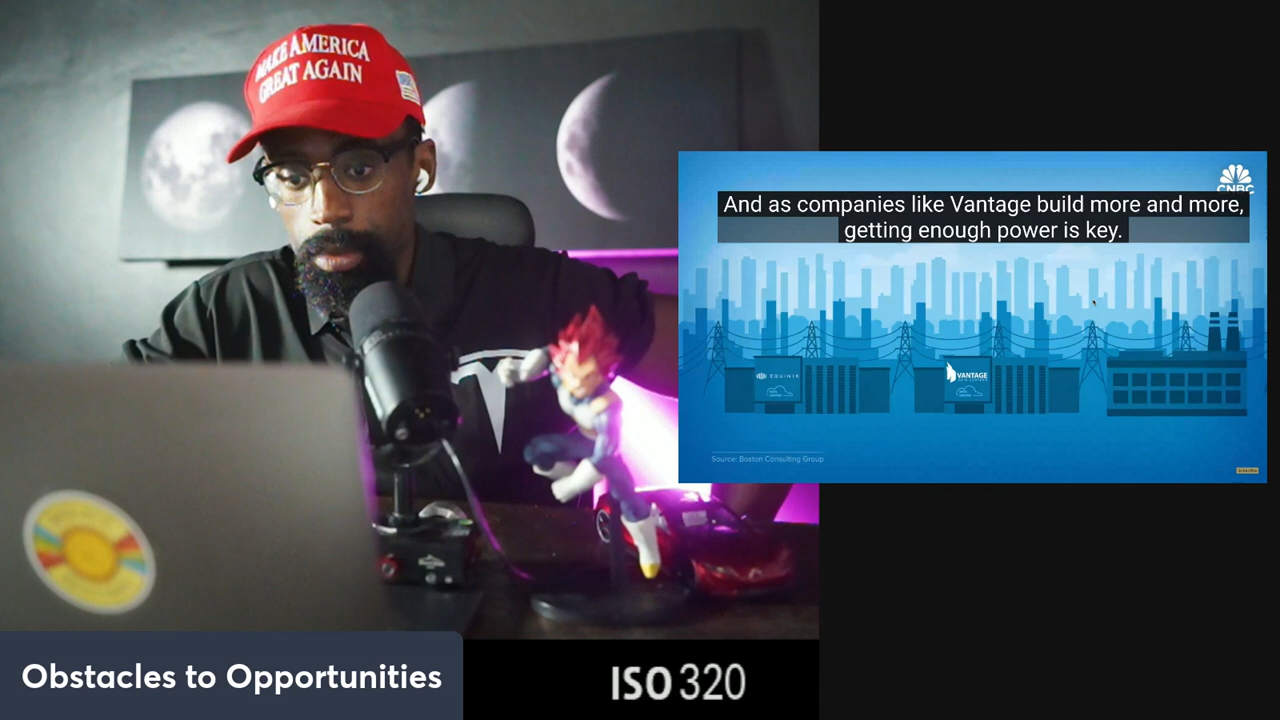 MAKE AMERICA
GREAT AGAIN
CNBC
And as companies like Vantage build more and more,
getting enough power is key.
EQUINIX
VANTAGE
Source: Boston Consulting Group
Obstacles to Opportunities
ISO 320